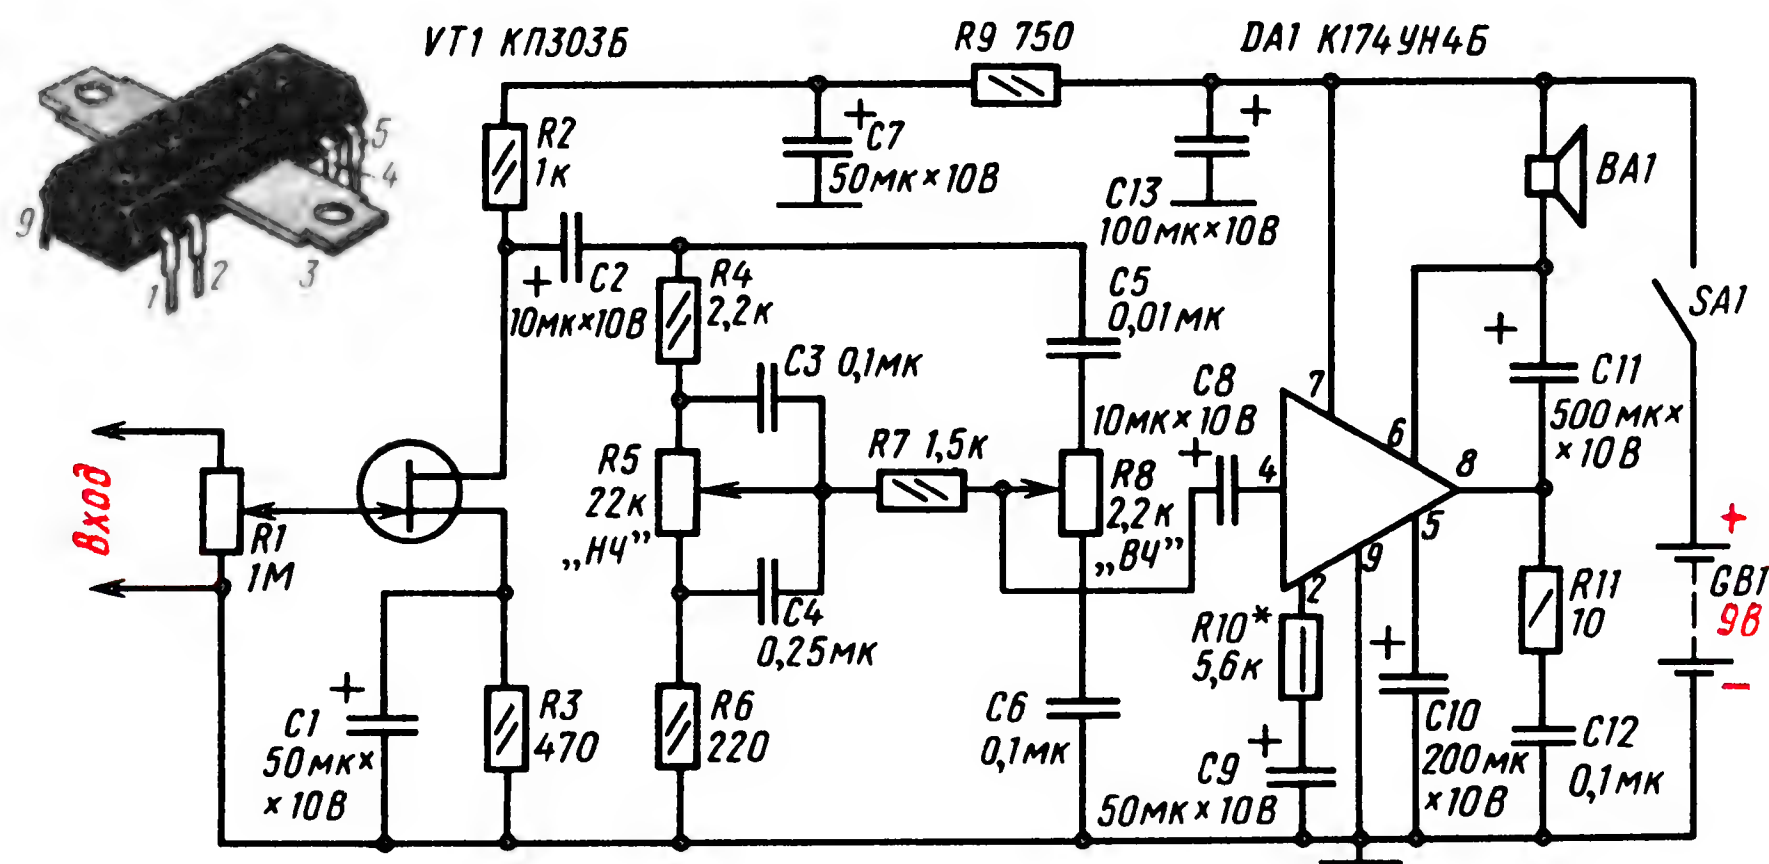 VT1 КП303Б
R9 750
DA1 К174УН4Б
R2
1к
+
C7
50мк×10В
+
C13
100мк×10В
BA1
5
4
9
1
2
3
+
C2
10мк×10В
R4
2,2к
C5
0,01мк
SA1
C3 0,1мк
C8
10мк×10В
+
+
C11
500мк×
×10В
7
6
8
4
5
9
2
Вход
R1
1М
R5
22к
„НЧ”
R7 1,5к
R8
2,2к
„ВЧ”
+
GB1
9В
−
C4
0,25мк
R10*
5,6к
R11
10
+
C1
50мк×
×10В
R3
470
R6
220
C6
0,1мк
+
C9
50мк×10В
+
C10
200мк
×10В
C12
0,1мк